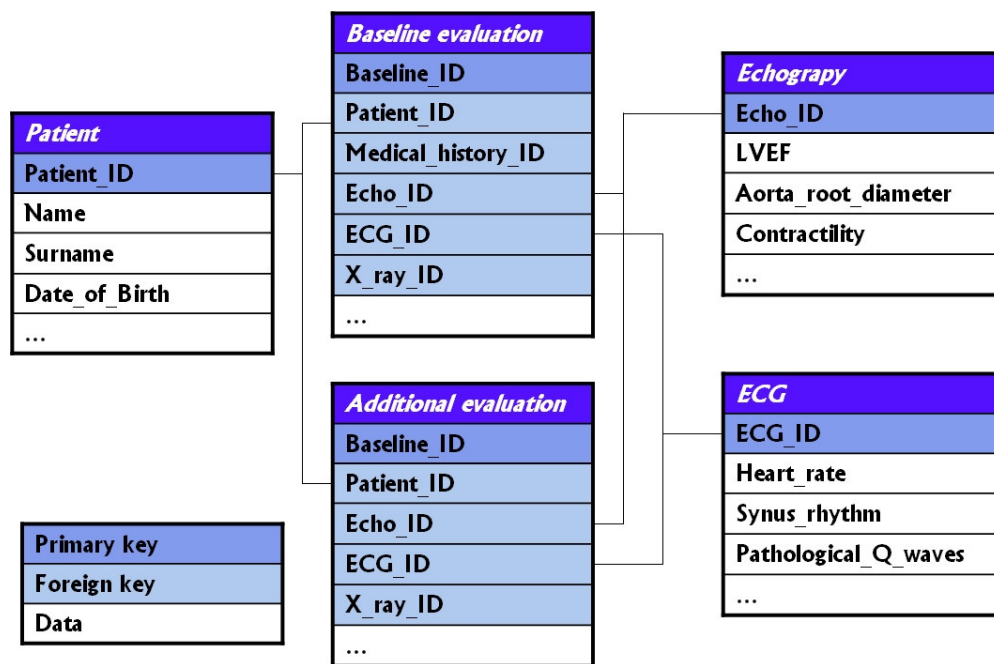 Patient
Patient_ID
Name
Surname
Date_of_Birth
...
Baseline evaluation
Baseline_ID
Patient_ID
Medical_history_ID
Echo_ID
ECG_ID
X_ray_ID
...
Additional evaluation
Baseline_ID
Patient_ID
Echo_ID
ECG_ID
X_ray_ID
...
Echograpy
Echo_ID
LVEF
Aorta_root_diameter
Contractility
...
ECG
ECG_ID
Heart_rate
Synus_rhythm
Pathological_Q_waves
...
Primary key
Foreign key
Data